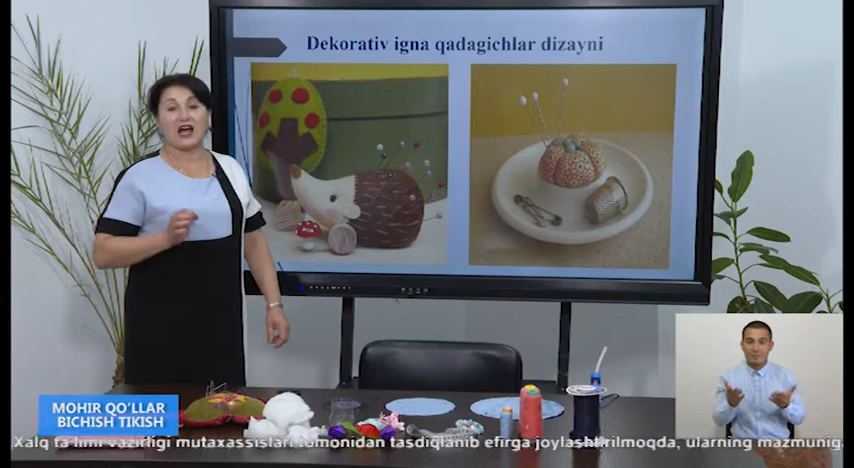 Dekorativ igna qadagichlar dizayni
MOHIR QO'LLAR
BICHISH TIKISH
Xalq ta'limi vazirligi mutaxassislari tomonidan tasdiqlanib efirga joylashtirilmoqda, ularning mazmunig